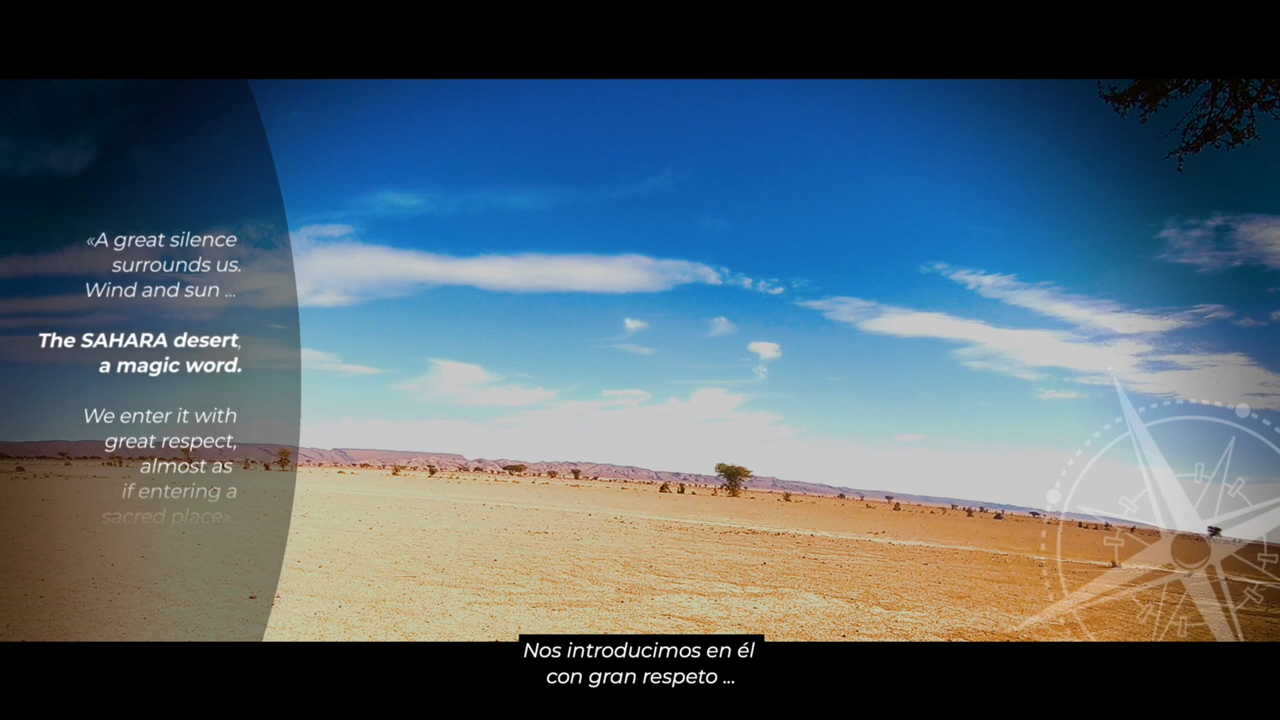 «A great silence
surrounds us.
Wind and sun ...
The SAHARA desert,
a magic word.
We enter it with
great respect,
almost as
if entering a
sacred place»
Nos introducimos en él
con gran respeto ...